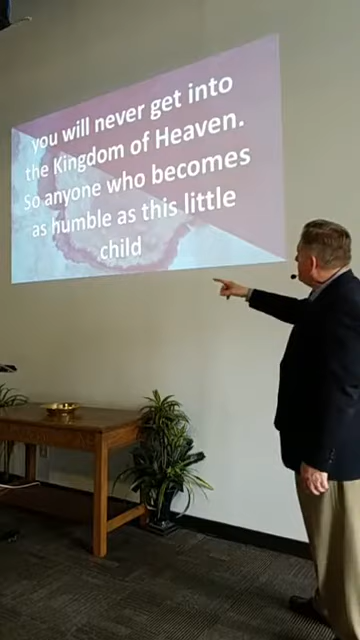 you will never get into
the Kingdom of Heaven.
So anyone who becomes
as humble as this little
child